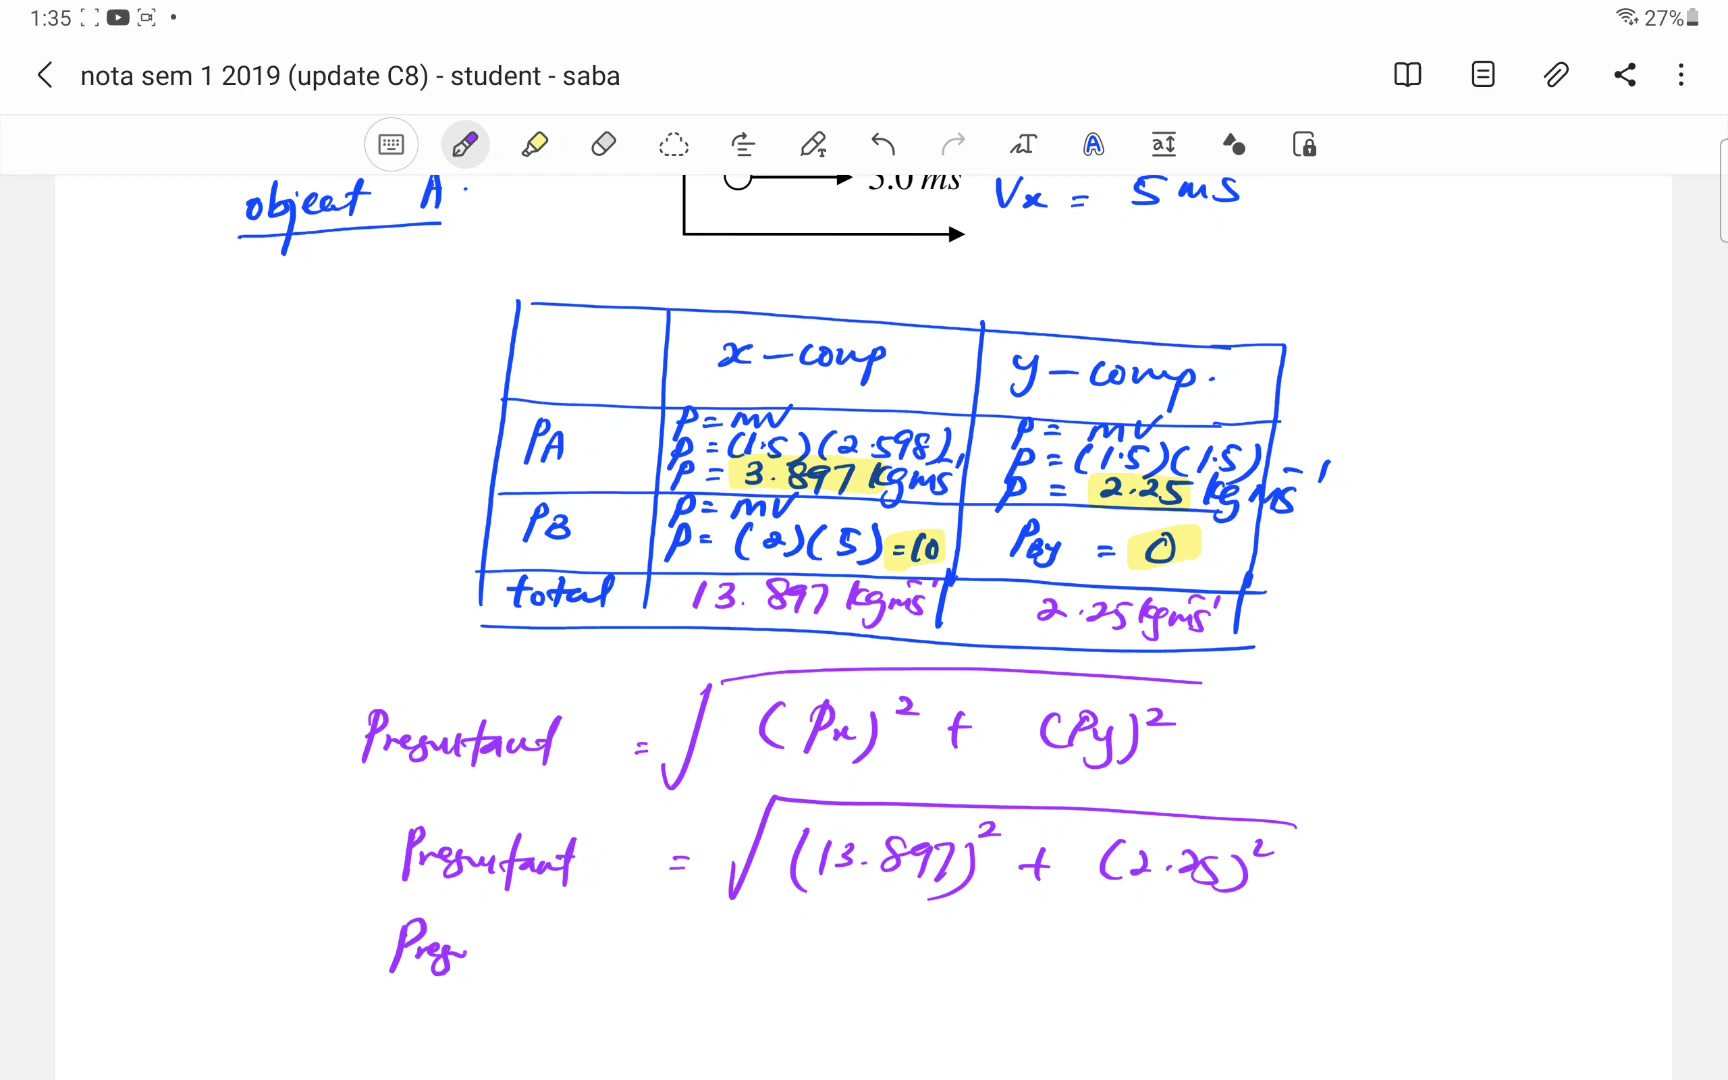 1:35
27%
nota sem 1 2019 (update C8) - student - saba
object A.
5.0 ms
Vx = 5 ms
x-comp
y-comp.
PA
P = mv
P = (1.5)(2.598)
P = 3.897 kgms⁻¹
P = mv
P = (1.5)(1.5)
P = 2.25 kgms⁻¹
PB
P = mv
P = (2)(5) = 10
PBy = 0
total
13.897 kgms⁻¹
2.25 kgms⁻¹
Presultant = √(Px)² + (Py)²
Presultant = √(13.897)² + (2.25)²
Pres